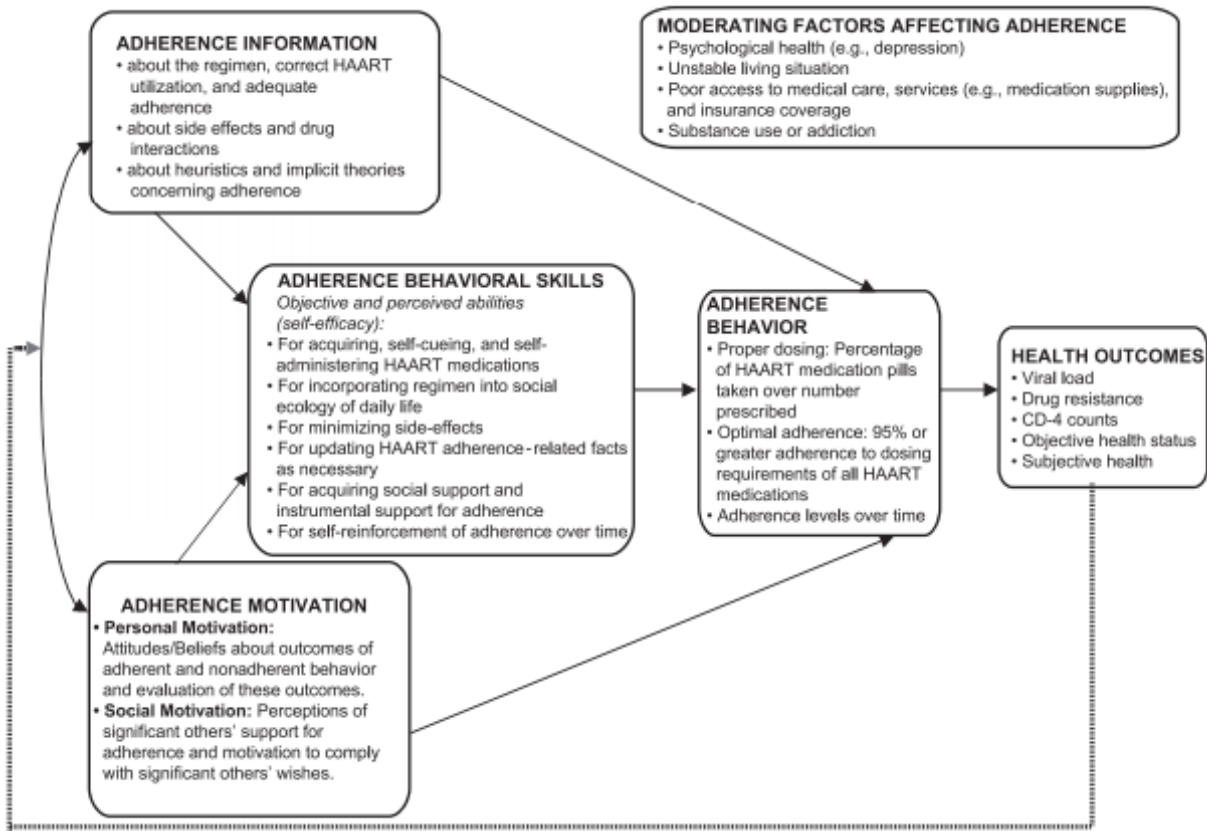 ADHERENCE INFORMATION
• about the regimen, correct HAART
utilization, and adequate
adherence
• about side effects and drug
interactions
• about heuristics and implicit theories
concerning adherence
MODERATING FACTORS AFFECTING ADHERENCE
• Psychological health (e.g., depression)
• Unstable living situation
• Poor access to medical care, services (e.g., medication supplies),
and insurance coverage
• Substance use or addiction
ADHERENCE BEHAVIORAL SKILLS
Objective and perceived abilities
(self-efficacy):
• For acquiring, self-cueing, and self-
administering HAART medications
• For incorporating regimen into social
ecology of daily life
• For minimizing side-effects
• For updating HAART adherence-related facts
as necessary
• For acquiring social support and
instrumental support for adherence
• For self-reinforcement of adherence over time
ADHERENCE
BEHAVIOR
• Proper dosing: Percentage
of HAART medication pills
taken over number
prescribed
• Optimal adherence: 95% or
greater adherence to dosing
requirements of all HAART
medications
• Adherence levels over time
HEALTH OUTCOMES
• Viral load
• Drug resistance
• CD-4 counts
• Objective health status
• Subjective health
ADHERENCE MOTIVATION
• Personal Motivation:
Attitudes/Beliefs about outcomes of
adherent and nonadherent behavior
and evaluation of these outcomes.
• Social Motivation: Perceptions of
significant others' support for
adherence and motivation to comply
with significant others' wishes.